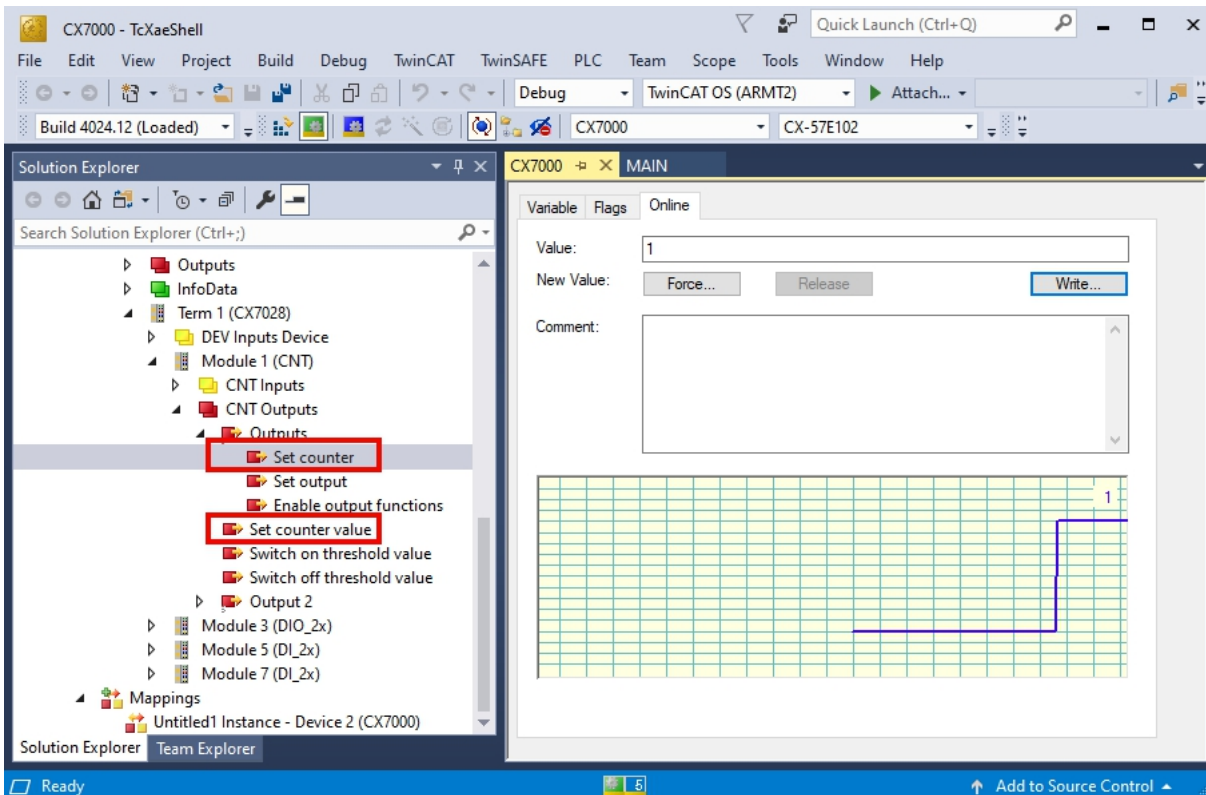 CX7000 - TcXaeShell
Quick Launch (Ctrl+Q)
File Edit View Project Build Debug TwinCAT TwinSAFE PLC Team Scope Tools Window Help
Debug TwinCAT OS (ARMT2) Attach...
Build 4024.12 (Loaded) CX7000 CX-57E102
Solution Explorer
Search Solution Explorer (Ctrl+;)
Outputs
InfoData
Term 1 (CX7028)
DEV Inputs Device
Module 1 (CNT)
CNT Inputs
CNT Outputs
Outputs
Set counter
Set output
Enable output functions
Set counter value
Switch on threshold value
Switch off threshold value
Output 2
Module 3 (DIO_2x)
Module 5 (DI_2x)
Module 7 (DI_2x)
Mappings
Untitled1 Instance - Device 2 (CX7000)
Solution Explorer Team Explorer
CX7000 MAIN
Variable Flags Online
Value: 1
New Value: Force... Release Write...
Comment:
1
Ready 5 Add to Source Control